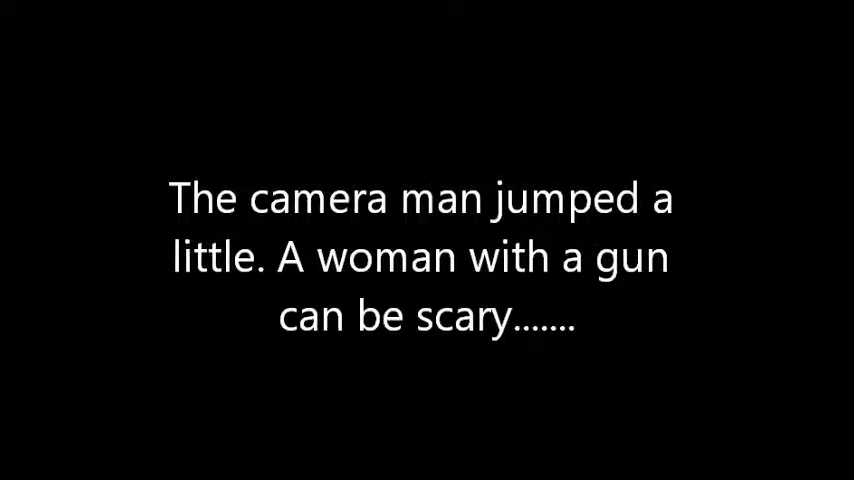 The camera man jumped a
little. A woman with a gun
can be scary.......